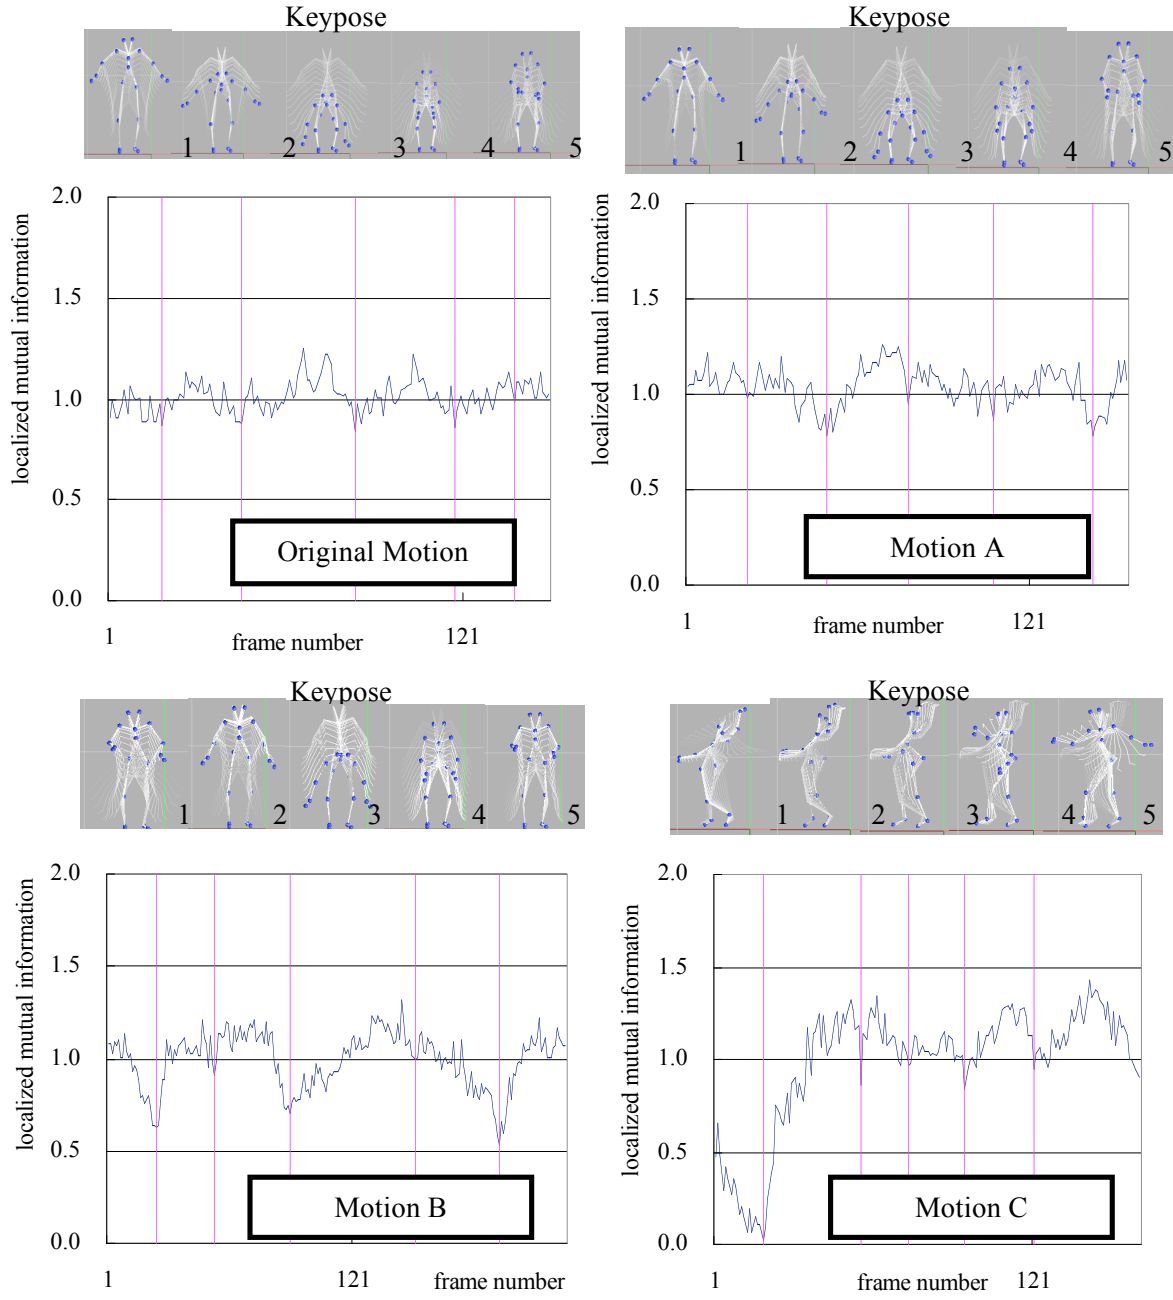 Keypose
1 2 3 4 5
2.0
1.5
1.0
0.5
0.0
localized mutual information
Original Motion
1 121
frame number
Keypose
1 2 3 4 5
2.0
1.5
1.0
0.5
0.0
localized mutual information
Motion A
1 121
frame number
Keypose
1 2 3 4 5
2.0
1.5
1.0
0.5
0.0
localized mutual information
Motion B
1 121 frame number
Keypose
1 2 3 4 5
2.0
1.5
1.0
0.5
0.0
localized mutual information
Motion C
1 frame number 121